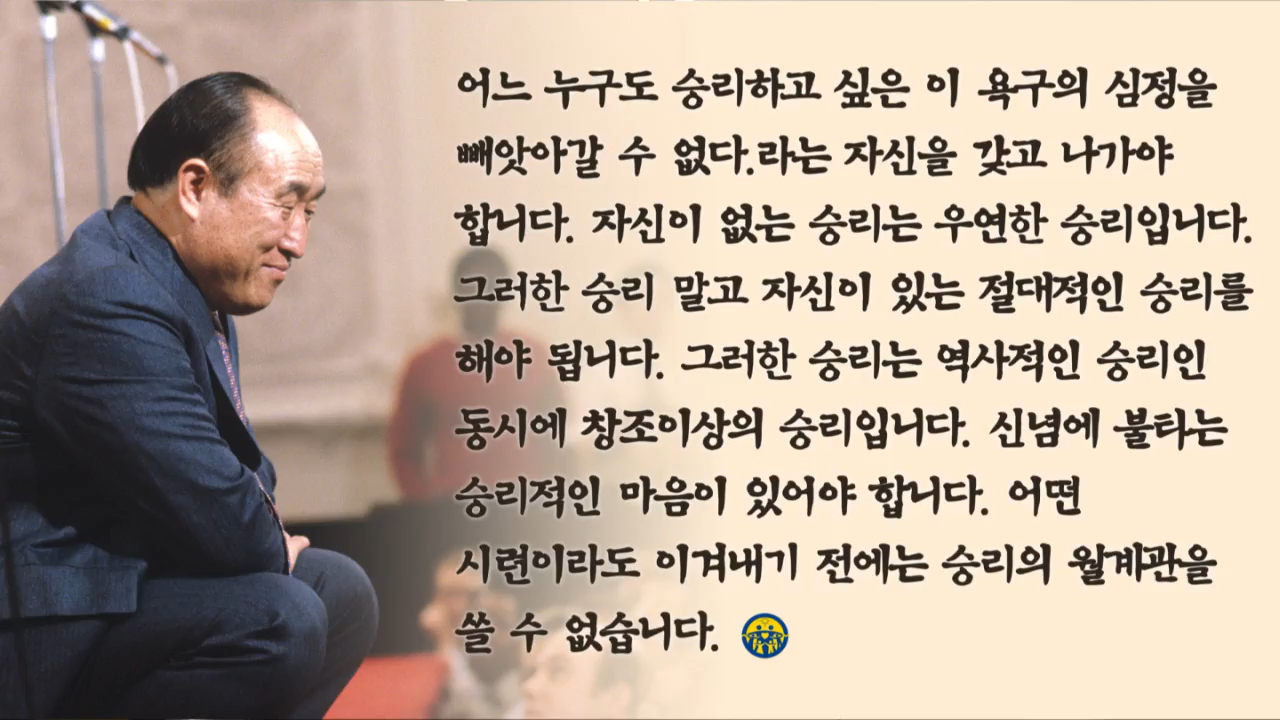 어느 누구도 승리하고 싶은 이 욕구의 심정을
빼앗아갈 수 없다.라는 자신을 갖고 나가야
합니다. 자신이 없는 승리는 우연한 승리입니다.
그러한 승리 말고 자신이 있는 절대적인 승리를
해야 됩니다. 그러한 승리는 역사적인 승리인
동시에 창조이상의 승리입니다. 신념에 불타는
승리적인 마음이 있어야 합니다. 어떤
시련이라도 이겨내기 전에는 승리의 월계관을
쓸 수 없습니다.